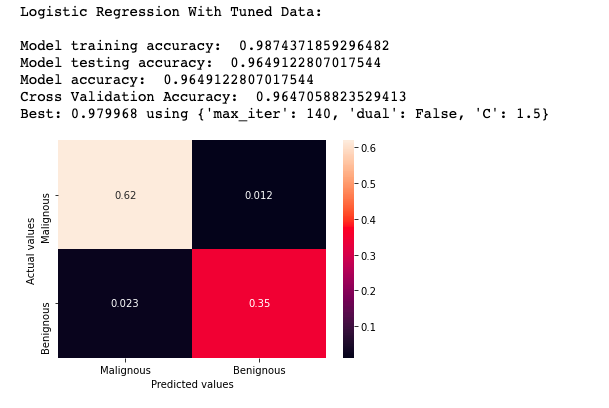 Logistic Regression With Tuned Data:
Model training accuracy:  0.9874371859296482
Model testing accuracy:  0.9649122807017544
Model accuracy:  0.9649122807017544
Cross Validation Accuracy:  0.9647058823529413
Best: 0.979968 using {'max_iter': 140, 'dual': False, 'C': 1.5}
Actual values
Malignous
0.62
0.012
Benignous
0.023
0.35
Malignous
Benignous
Predicted values
0.6
0.5
0.4
0.3
0.2
0.1